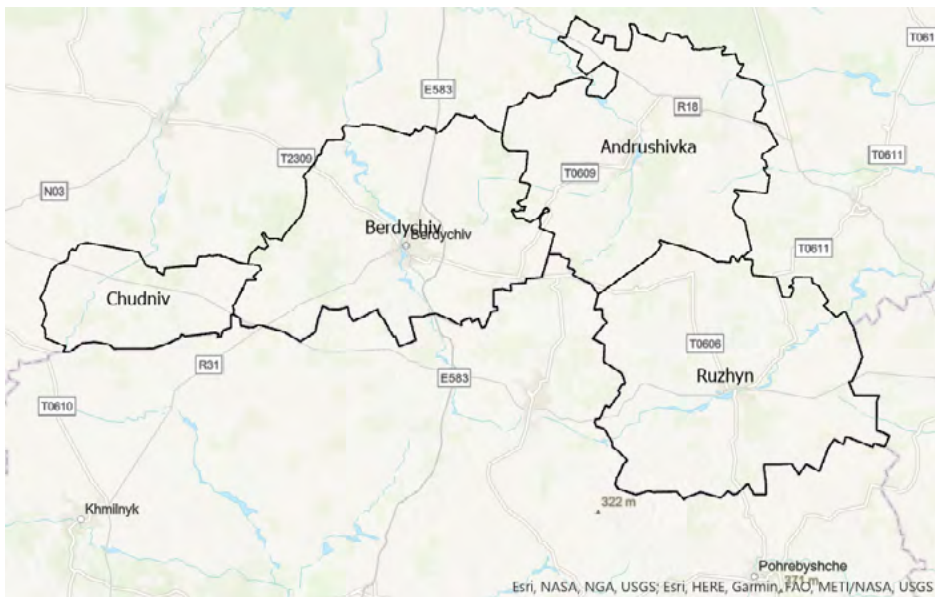 T061
E583
R18
T2309
Andrushivka
T0611
T0609
N03
Berdychiv
Berdychiv
T0611
Chudniv
T0606
R31
Ruzhyn
E583
T0610
322 m
Khmilnyk
Pohrebyshche
271 m
Esri, NASA, NGA, USGS; Esri, HERE, Garmin, FAO, METI/NASA, USGS